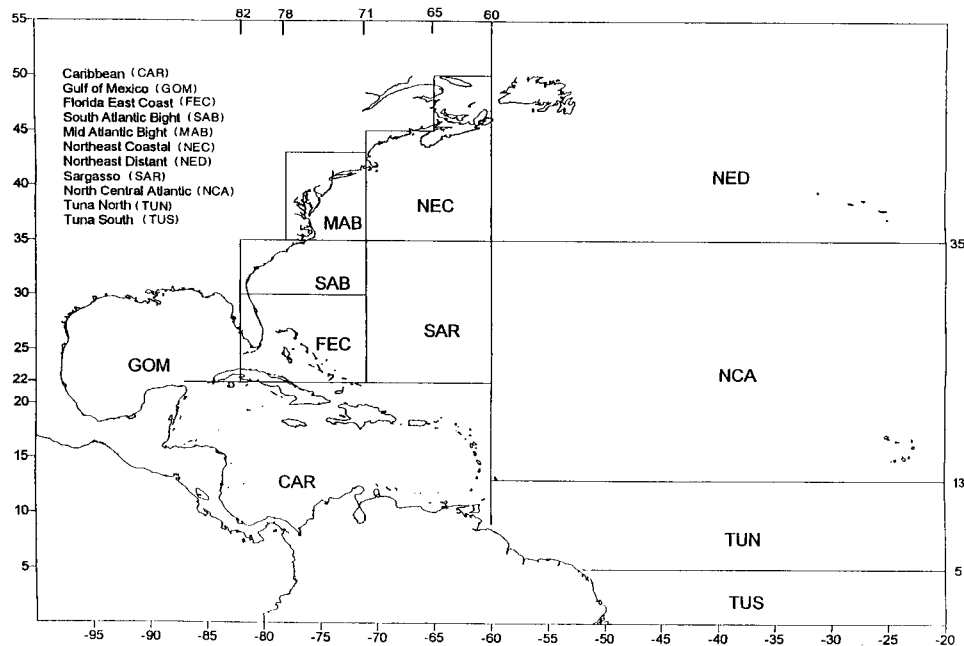 82 78 71 65 60
55
50
45
40
35
30
25
22
20
15
10
5
Caribbean (CAR)
Gulf of Mexico (GOM)
Florida East Coast (FEC)
South Atlantic Bight (SAB)
Mid Atlantic Bight (MAB)
Northeast Coastal (NEC)
Northeast Distant (NED)
Sargasso (SAR)
North Central Atlantic (NCA)
Tuna North (TUN)
Tuna South (TUS)
NED
NEC
MAB
SAB
SAR
FEC
GOM
NCA
CAR
TUN
TUS
35
13
5
-95 -90 -85 -80 -75 -70 -65 -60 -55 -50 -45 -40 -35 -30 -25 -20